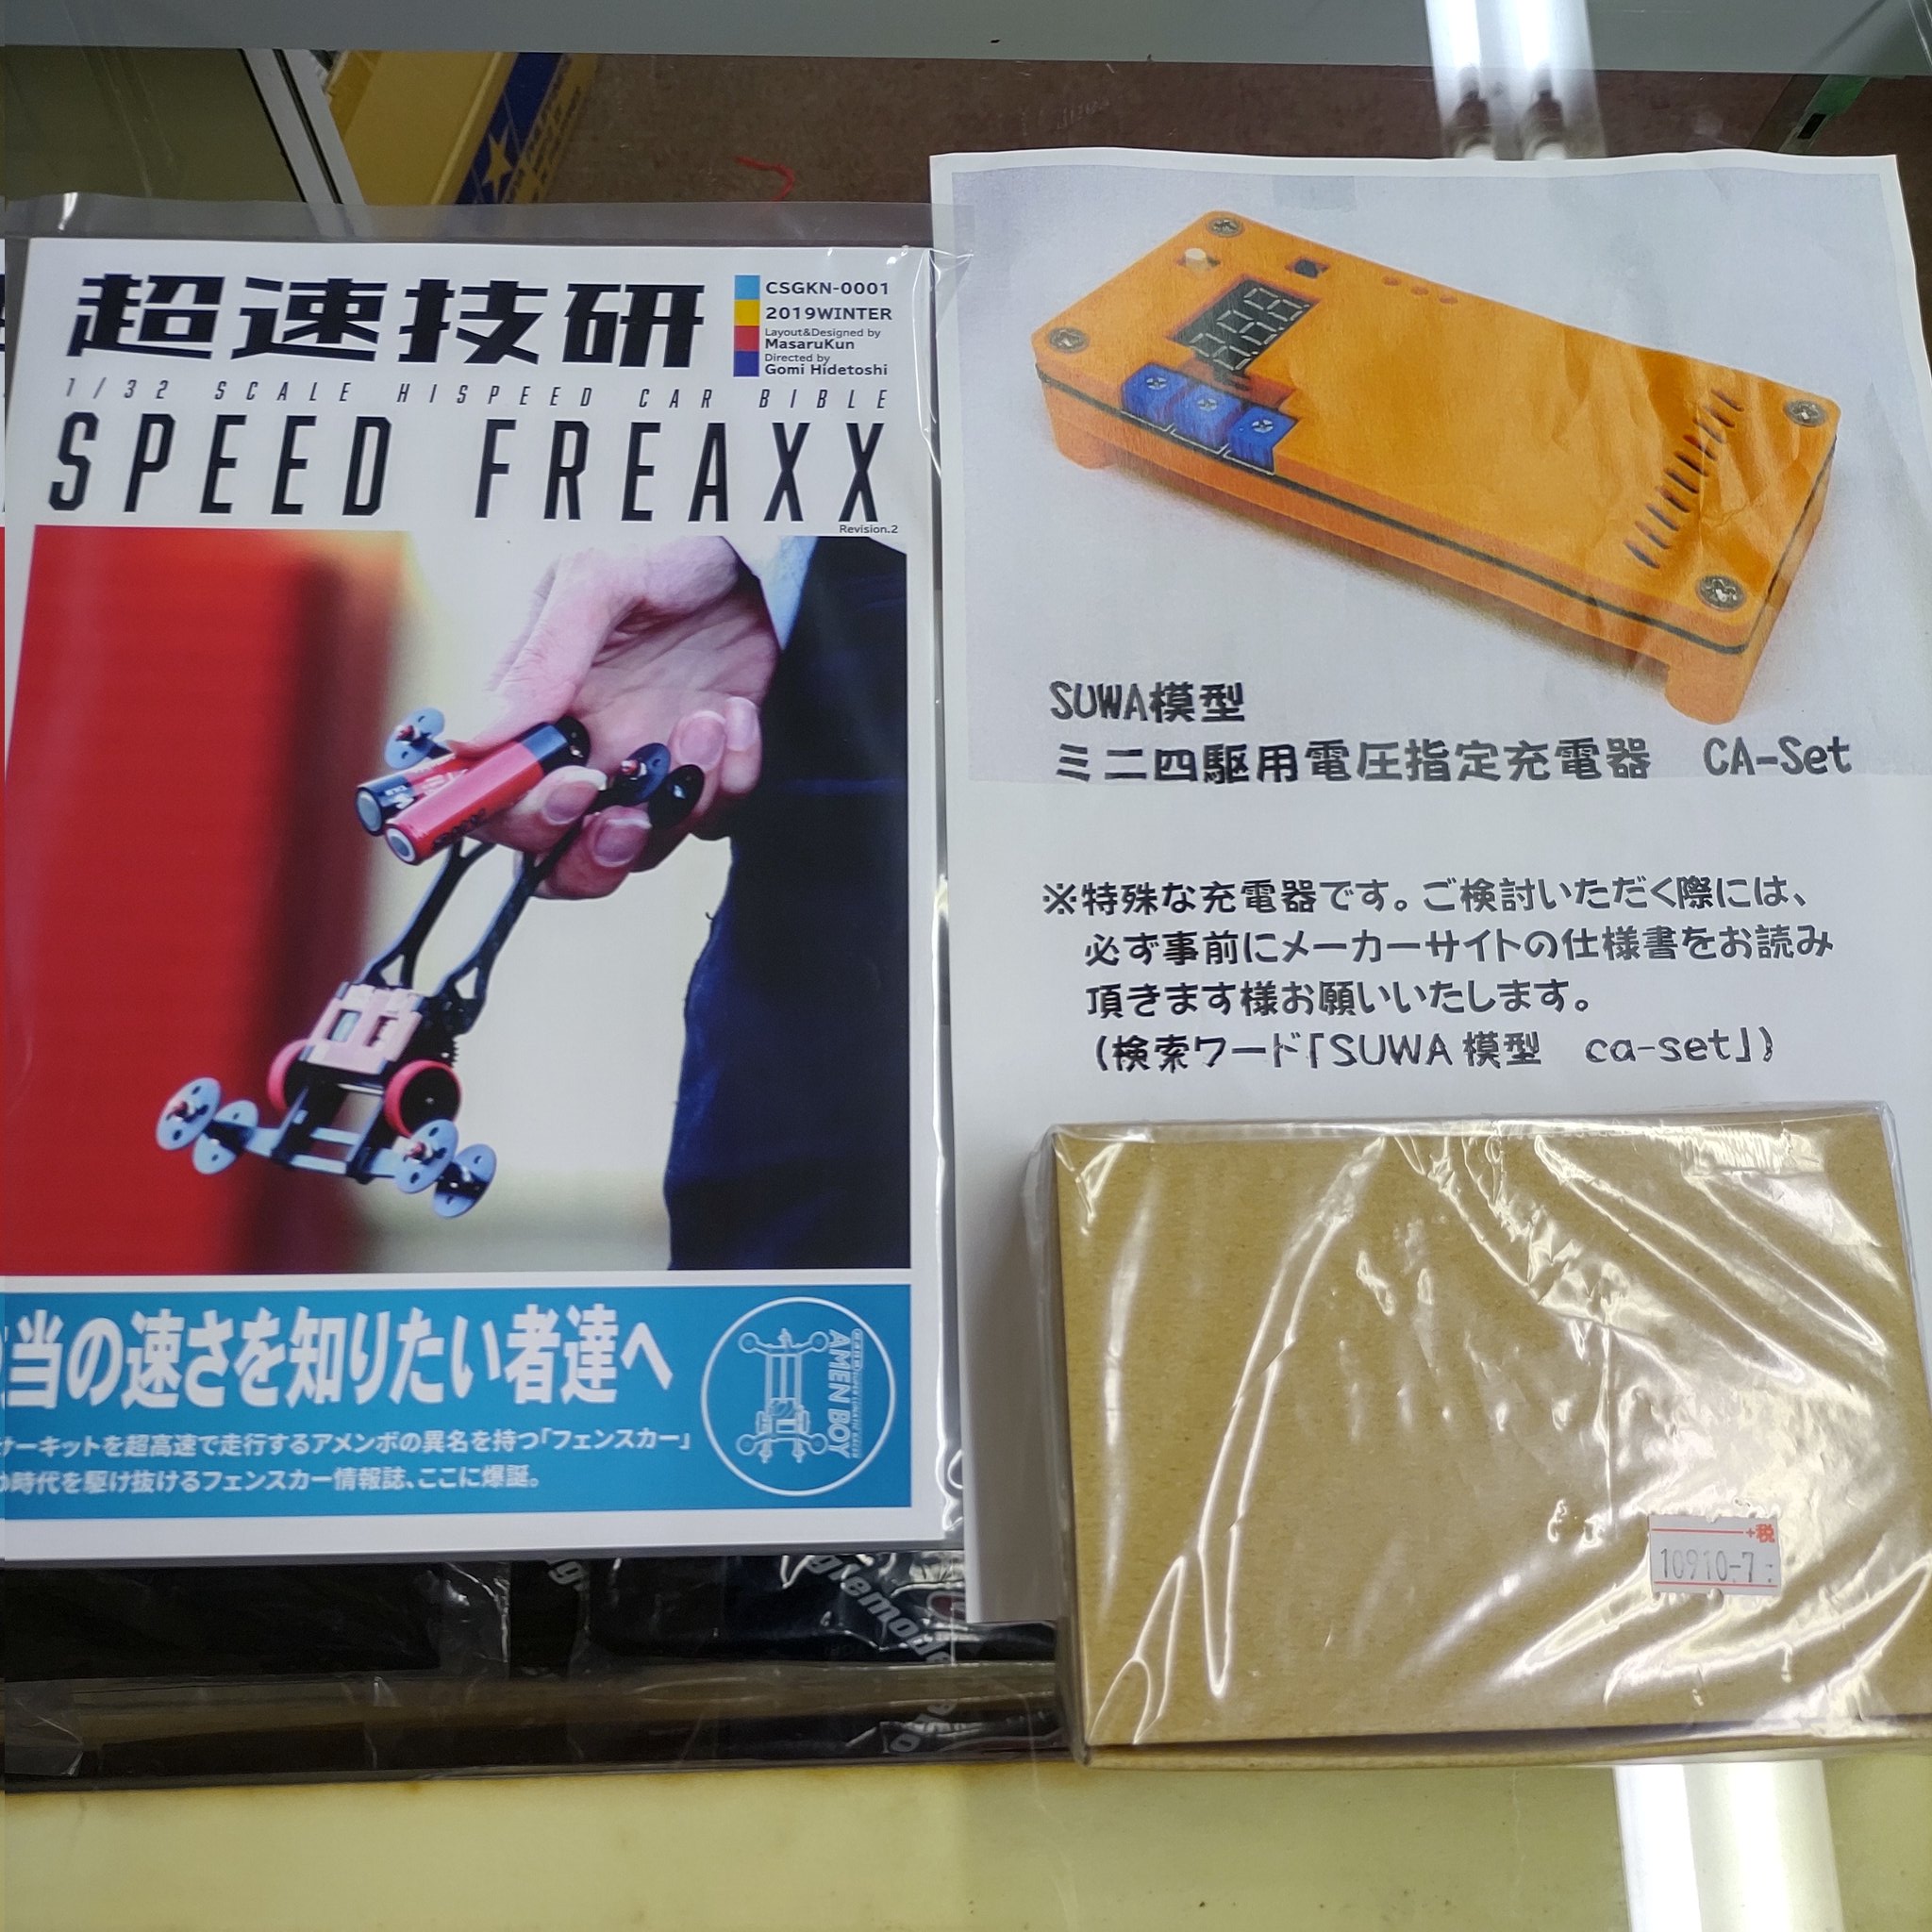 超速技研
CSGKN-0001
2019WINTER
Layout&Designed by
MasaruKun
Directed by
Gomi Hidetoshi
1/32 SCALE HISPEED CAR BIBLE
SPEED FREAXX
Revision.2
当の速さを知りたい者達へ
サーキットを超高速で走行するアメンボの異名を持つ「フェンスカー」
時代を駆け抜けるフェンスカー情報誌、ここに爆誕。
AMEN BOY
SUWA模型
ミニ四駆用電圧指定充電器 CA-Set
※特殊な充電器です。ご検討いただく際には、
必ず事前にメーカーサイトの仕様書をお読み
頂きます様お願いいたします。
(検索ワード「SUWA模型 ca-set」)
+税
10910-7